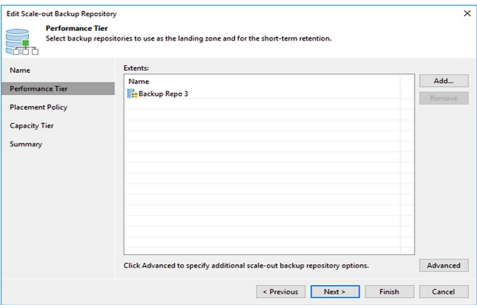 Edit Scale-out Backup Repository
Performance Tier
Select backup repositories to use as the landing zone and for the short-term retention.
Name
Performance Tier
Placement Policy
Capacity Tier
Summary
Extents:
Name
Backup Repo 3
Add...
Remove
Click Advanced to specify additional scale-out backup repository options.
Advanced
< Previous
Next >
Finish
Cancel